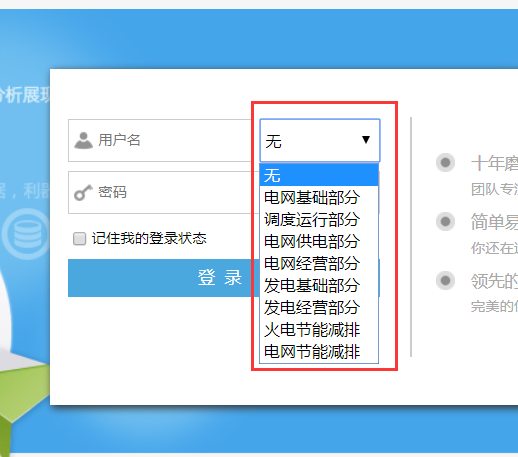 分析展现
据，利器
用户名
无
密码
记住我的登录状态
登 录
无
电网基础部分
调度运行部分
电网供电部分
电网经营部分
发电基础部分
发电经营部分
火电节能减排
电网节能减排
十年磨
团队专注
简单易
你还在
领先的
完美的